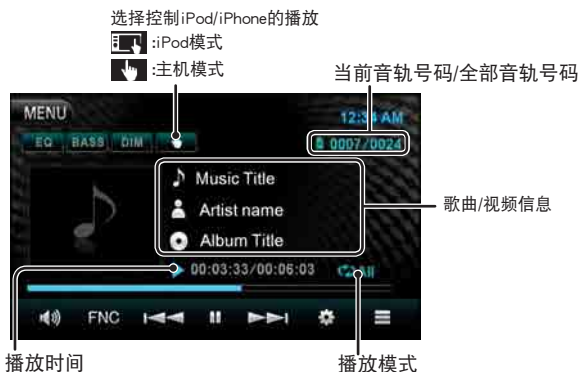 选择控制iPod/iPhone的播放
:iPod模式
:主机模式
当前音轨号码/全部音轨号码
MENU
12:34 AM
EQ BASS DIM
0007/0024
Music Title
Artist name
Album Title
歌曲/视频信息
00:03:33/00:06:03
All
FNC
播放时间
播放模式